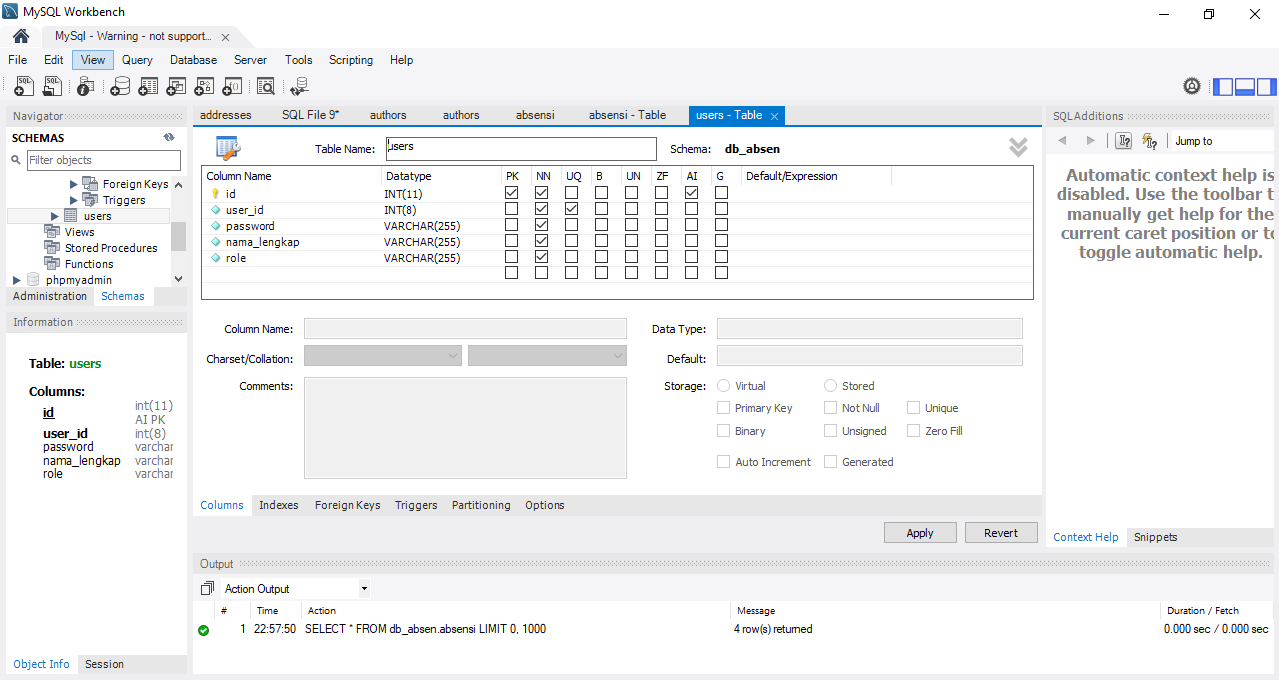 MySQL Workbench
MySql - Warning - not support...
File Edit View Query Database Server Tools Scripting Help
Navigator
SCHEMAS
Filter objects
Foreign Keys
Triggers
users
Views
Stored Procedures
Functions
phpmyadmin
Administration Schemas
Information
Table: users
Columns:
id int(11)
AI PK
user_id int(8)
password varchar
nama_lengkap varchar
role varchar
Object Info Session
addresses SQL File 9* authors authors absensi absensi - Table users - Table
Table Name: users Schema: db_absen
Column Name Datatype PK NN UQ B UN ZF AI G Default/Expression
id INT(11)
user_id INT(8)
password VARCHAR(255)
nama_lengkap VARCHAR(255)
role VARCHAR(255)
Column Name: Data Type:
Charset/Collation: Default:
Comments: Storage: Virtual Stored
Primary Key Not Null Unique
Binary Unsigned Zero Fill
Auto Increment Generated
Columns Indexes Foreign Keys Triggers Partitioning Options
Apply Revert
Output
Action Output
# Time Action Message Duration / Fetch
1 22:57:50 SELECT * FROM db_absen.absensi LIMIT 0, 1000 4 row(s) returned 0.000 sec / 0.000 sec
SQLAdditions
Jump to
Automatic context help is
disabled. Use the toolbar t
manually get help for the
current caret position or to
toggle automatic help.
Context Help Snippets